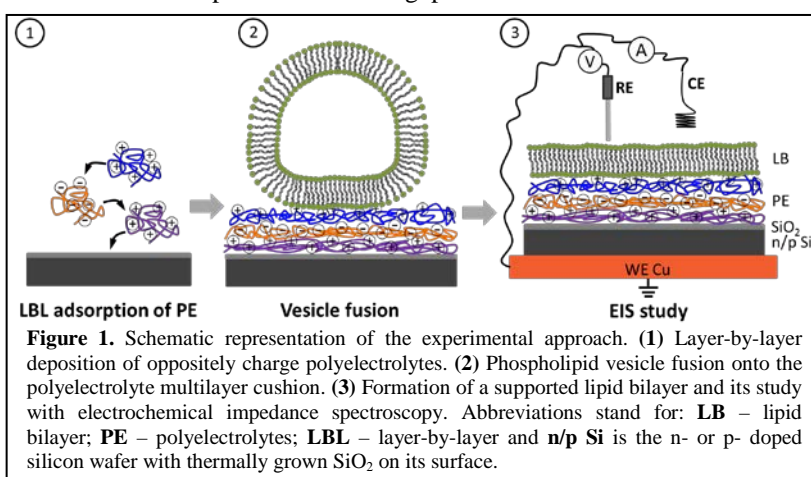 1
2
3
V
A
RE
CE
LB
PE
SiO₂
n/p Si
WE Cu
LBL adsorption of PE
Vesicle fusion
EIS study
Figure 1. Schematic representation of the experimental approach. (1) Layer-by-layer
deposition of oppositely charge polyelectrolytes. (2) Phospholipid vesicle fusion onto the
polyelectrolyte multilayer cushion. (3) Formation of a supported lipid bilayer and its study
with electrochemical impedance spectroscopy. Abbreviations stand for: LB – lipid
bilayer; PE – polyelectrolytes; LBL – layer-by-layer and n/p Si is the n- or p- doped
silicon wafer with thermally grown SiO₂ on its surface.